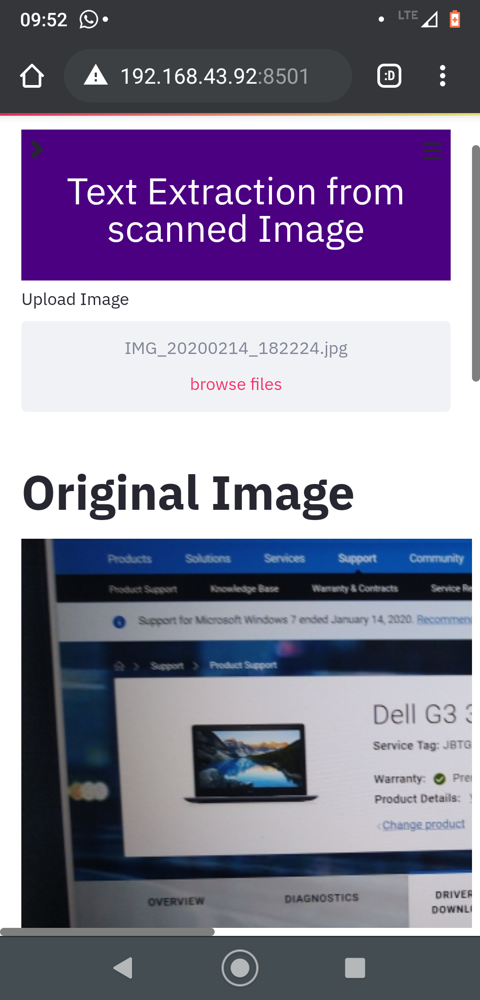 09:52 LTE
192.168.43.92:8501 :D
Text Extraction from
scanned Image
Upload Image
IMG_20200214_182224.jpg
browse files
Original Image
Products Solutions Services Support Community
Product Support Knowledge Base Warranty & Contracts Service Re
Support for Microsoft Windows 7 ended January 14, 2020. Recommend
Support Product Support
Dell G3 3
Service Tag: JBTG
Warranty: Pre
Product Details:
<Change product
OVERVIEW DIAGNOSTICS DRIVER
DOWNL